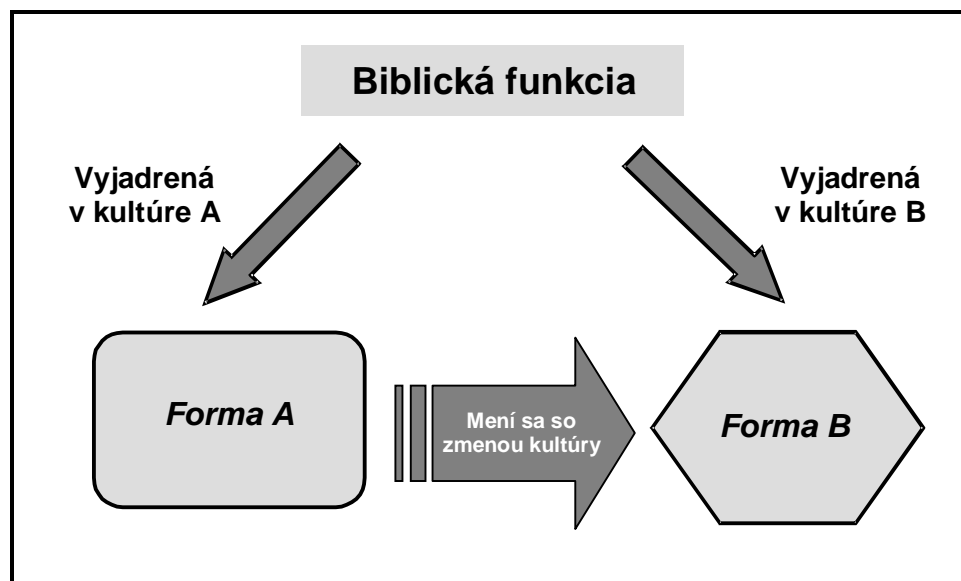 Biblická funkcia
Vyjadrená
v kultúre A
Vyjadrená
v kultúre B
Forma A
Mení sa so
zmenou kultúry
Forma B